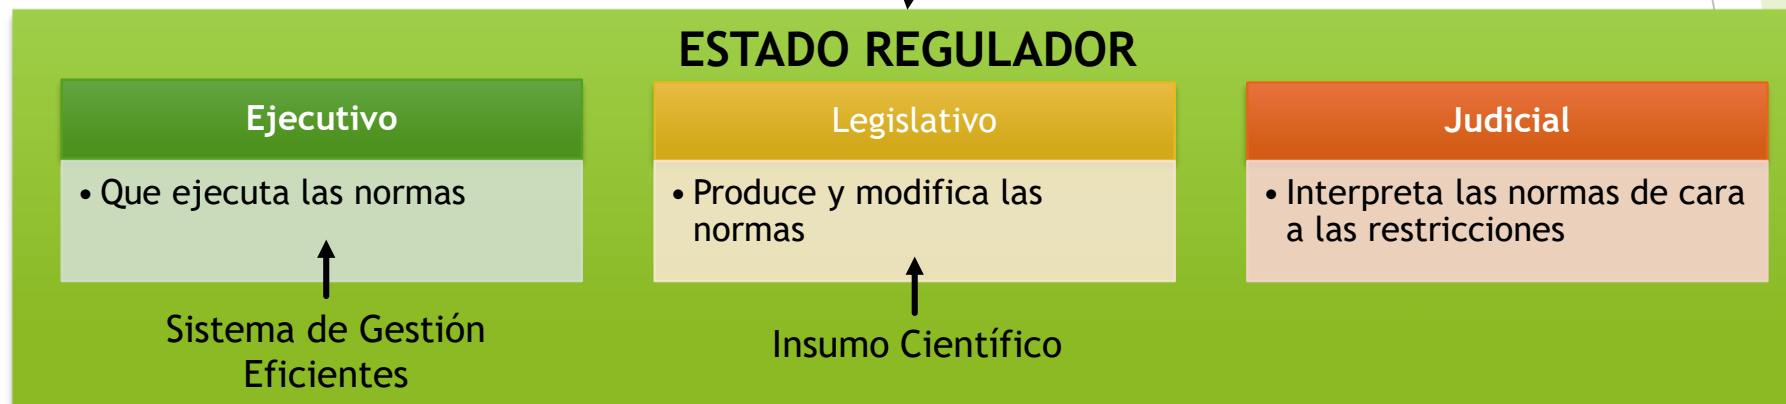 ESTADO REGULADOR
Ejecutivo
• Que ejecuta las normas
Sistema de Gestión
Eficientes
Legislativo
• Produce y modifica las
normas
Insumo Científico
Judicial
• Interpreta las normas de cara
a las restricciones